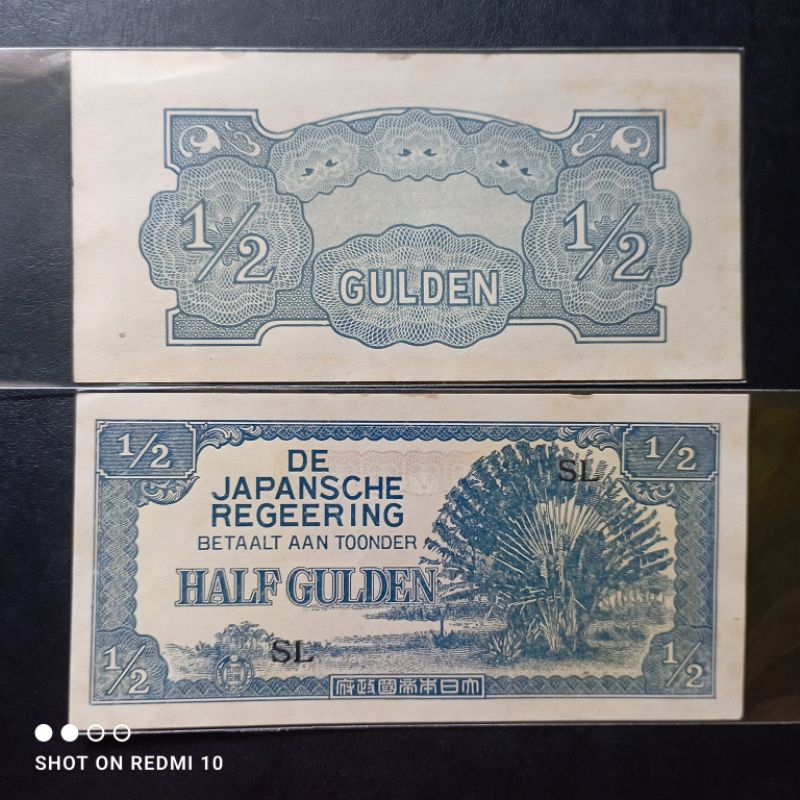 1/2
GULDEN
1/2
1/2
1/2
DE
JAPANSCHE
REGEERING
BETAALT AAN TOONDER
HALF GULDEN
SL
SL
1/2
1/2
府政國帝本日大
SHOT ON REDMI 10